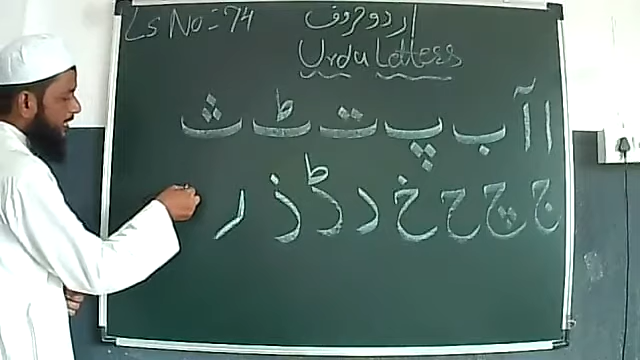 Ls No:- 74
اردو حروف
Urdu Letters
ا آ ب پ ت ٹ ث
ج چ ح خ د ڈ ذ ر